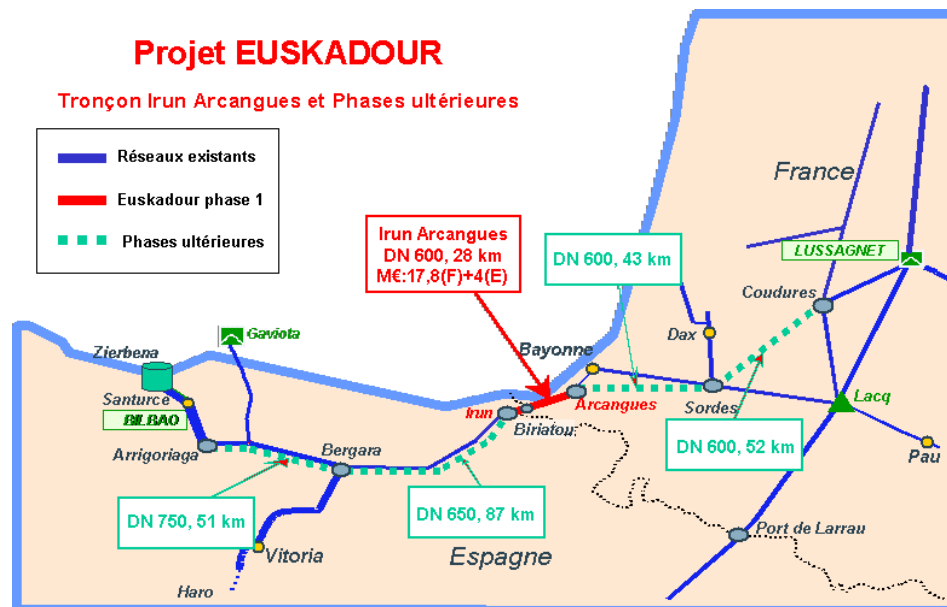 Projet EUSKADOUR
Tronçon Irun Arcangues et Phases ultérieures
Réseaux existants
Euskadour phase 1
Phases ultérieures
France
Irun Arcangues
DN 600, 28 km
M€:17,8(F)+4(E)
DN 600, 43 km
LUSSAGNET
Coudures
Gaviota
Zierbena
Dax
Bayonne
Santurce
BILBAO
Irun
Arcangues
Sordes
Lacq
Biriatou
Arrigoriaga
Bergara
DN 600, 52 km
Pau
DN 750, 51 km
DN 650, 87 km
Port de Larrau
Vitoria
Espagne
Haro